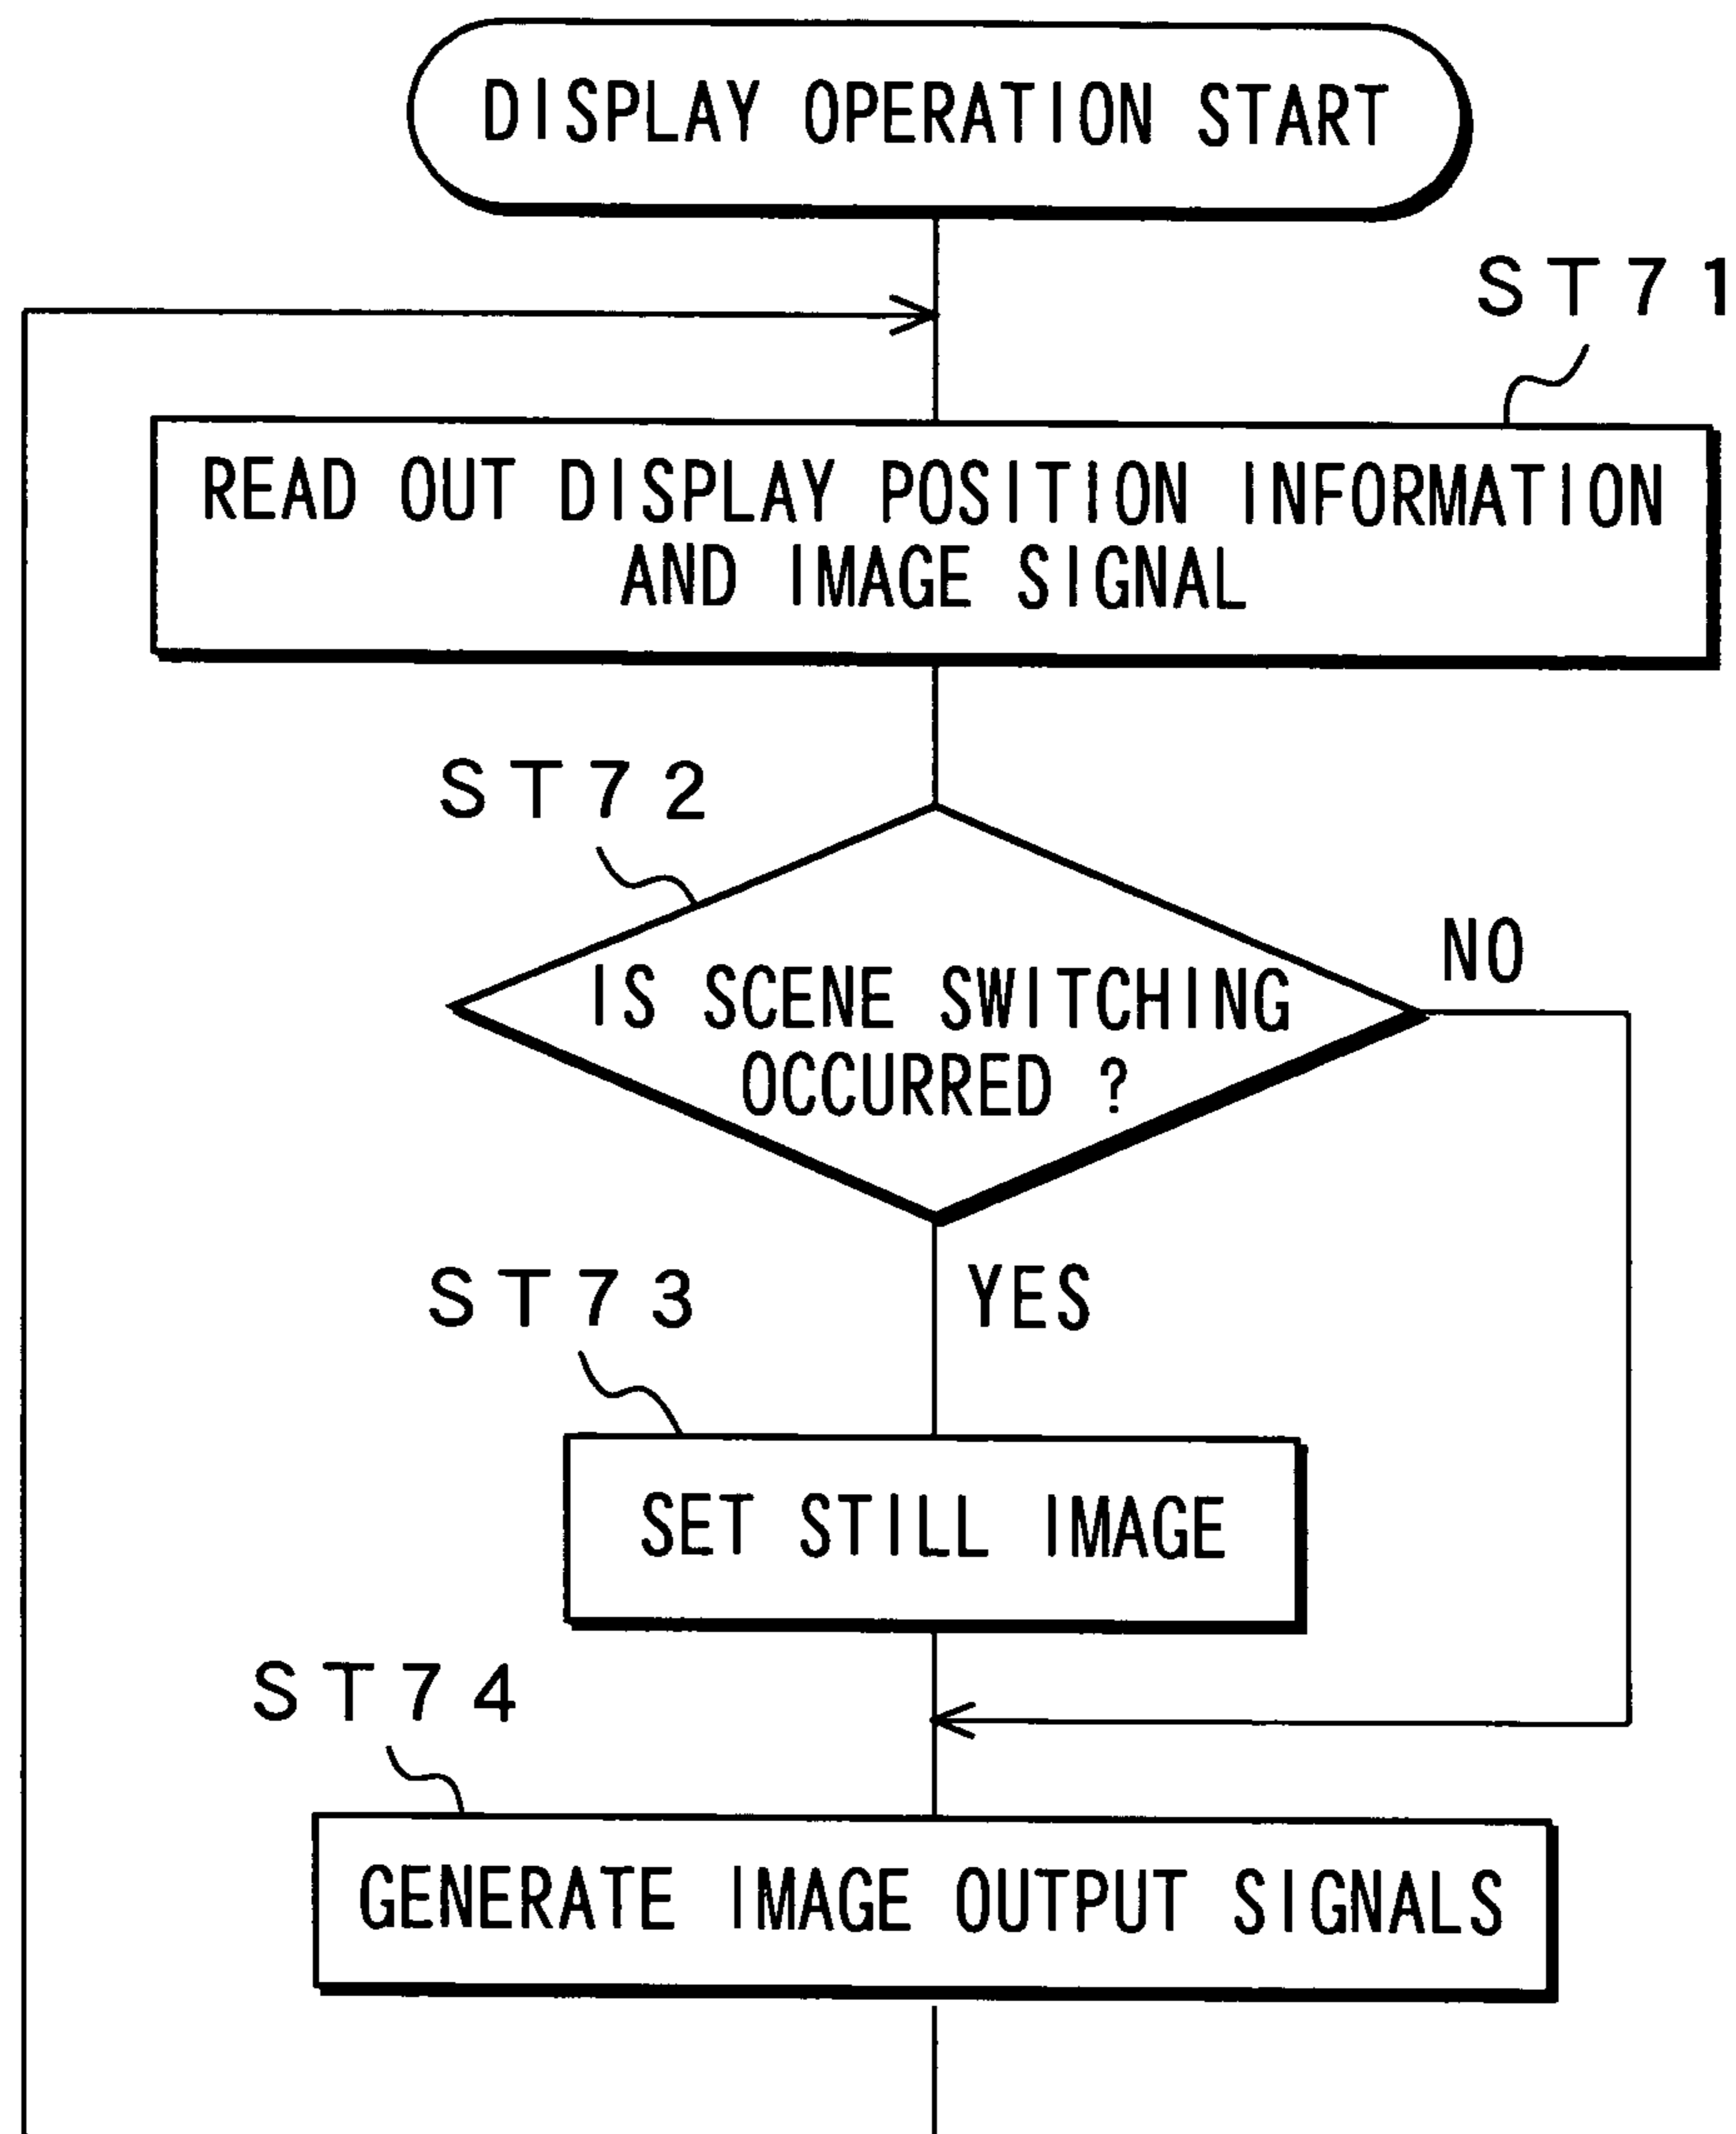 DISPLAY OPERATION START
ST71
READ OUT DISPLAY POSITION INFORMATION
AND IMAGE SIGNAL
ST72
NO
IS SCENE SWITCHING
OCCURRED ?
ST73
YES
SET STILL IMAGE
ST74
GENERATE IMAGE OUTPUT SIGNALS